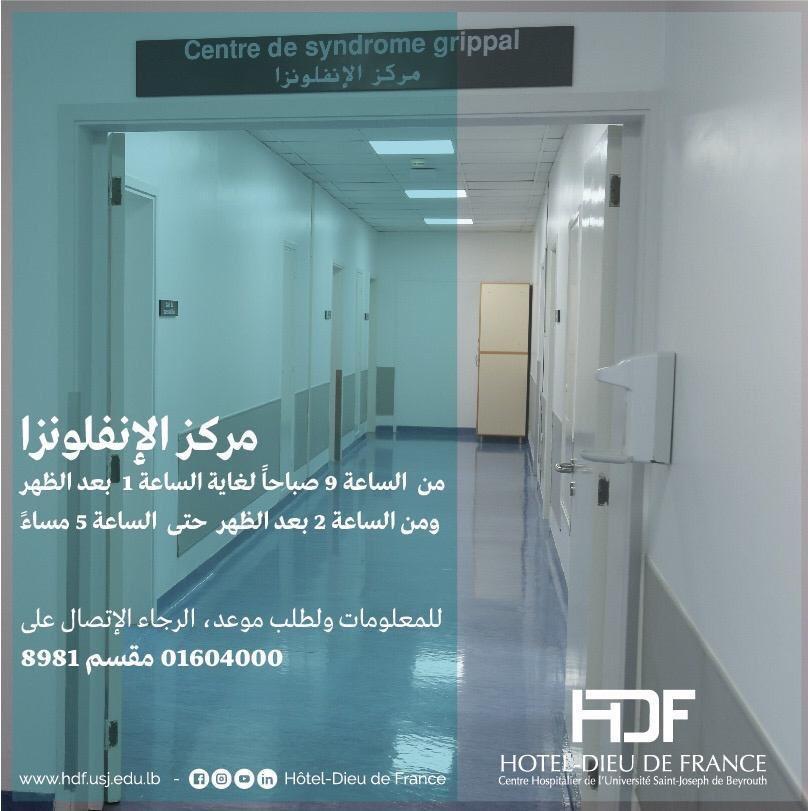 Centre de syndrome grippal
مركز الإنفلونزا
مركز الإنفلونزا
من الساعة 9 صباحاً لغاية الساعة 1 بعد الظهر
ومن الساعة 2 بعد الظهر حتى الساعة 5 مساءً
للمعلومات ولطلب موعد، الرجاء الإتصال على
01604000 مقسم 8981
HDF
HOTEL-DIEU DE FRANCE
Centre Hospitalier de l'Université Saint-Joseph de Beyrouth
www.hdf.usj.edu.lb - Hôtel-Dieu de France